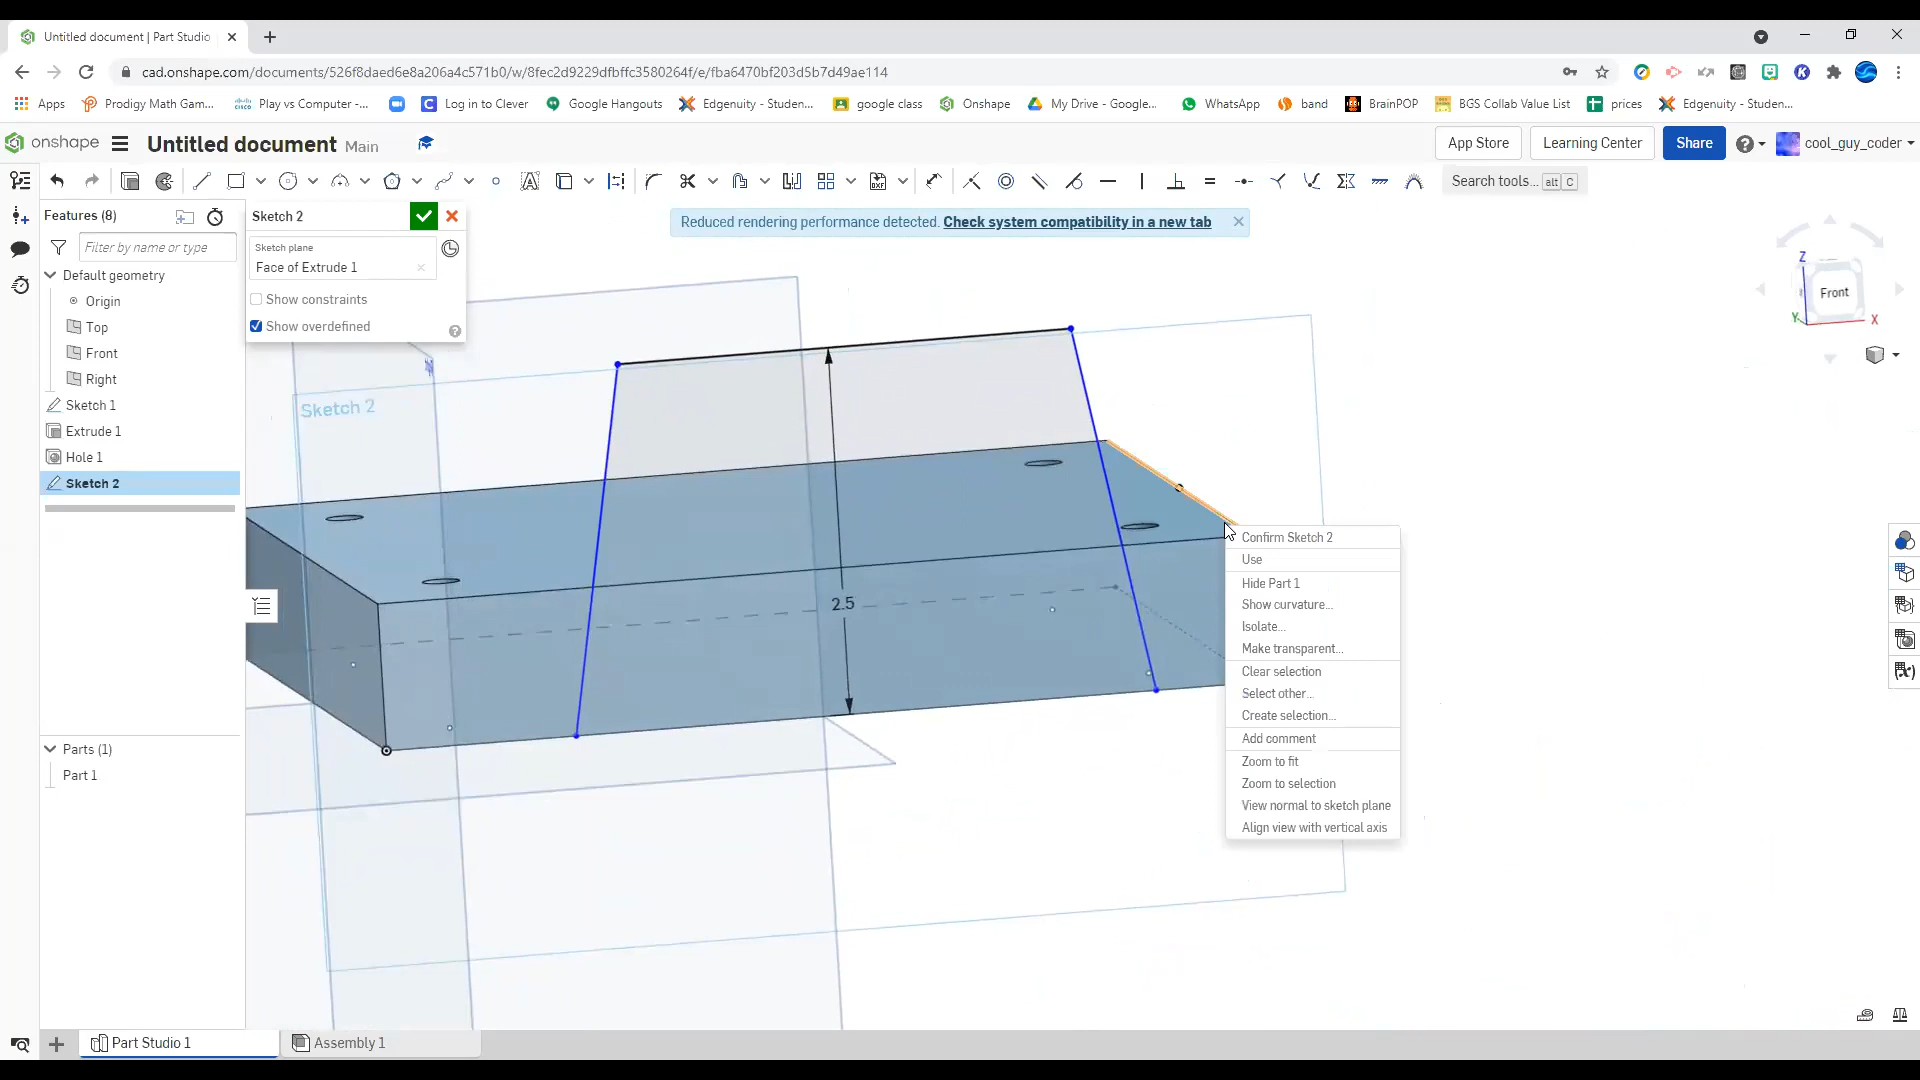 Untitled document | Part Studio
cad.onshape.com/documents/526f8daed6e8a206a4c571b0/w/8fec2d9229dfbffc3580264f/e/fba6470bf203d5b7d49ae114
Apps
Prodigy Math Gam...
Play vs Computer -...
Log in to Clever
Google Hangouts
Edgenuity - Studen...
google class
Onshape
My Drive - Google...
WhatsApp
band
BrainPOP
BGS Collab Value List
prices
Edgenuity - Studen...
onshape
Untitled document Main
App Store
Learning Center
Share
cool_guy_coder
Search tools... alt C
Features (8)
Filter by name or type
Default geometry
Origin
Top
Front
Right
Sketch 1
Extrude 1
Hole 1
Sketch 2
Sketch 2
Sketch plane
Face of Extrude 1
Show constraints
Show overdefined
Reduced rendering performance detected. Check system compatibility in a new tab
Sketch 2
2.5
Z
Front
Y
X
Confirm Sketch 2
Use
Hide Part 1
Show curvature...
Isolate...
Make transparent...
Clear selection
Select other...
Create selection...
Add comment
Zoom to fit
Zoom to selection
View normal to sketch plane
Align view with vertical axis
Parts (1)
Part 1
Part Studio 1
Assembly 1